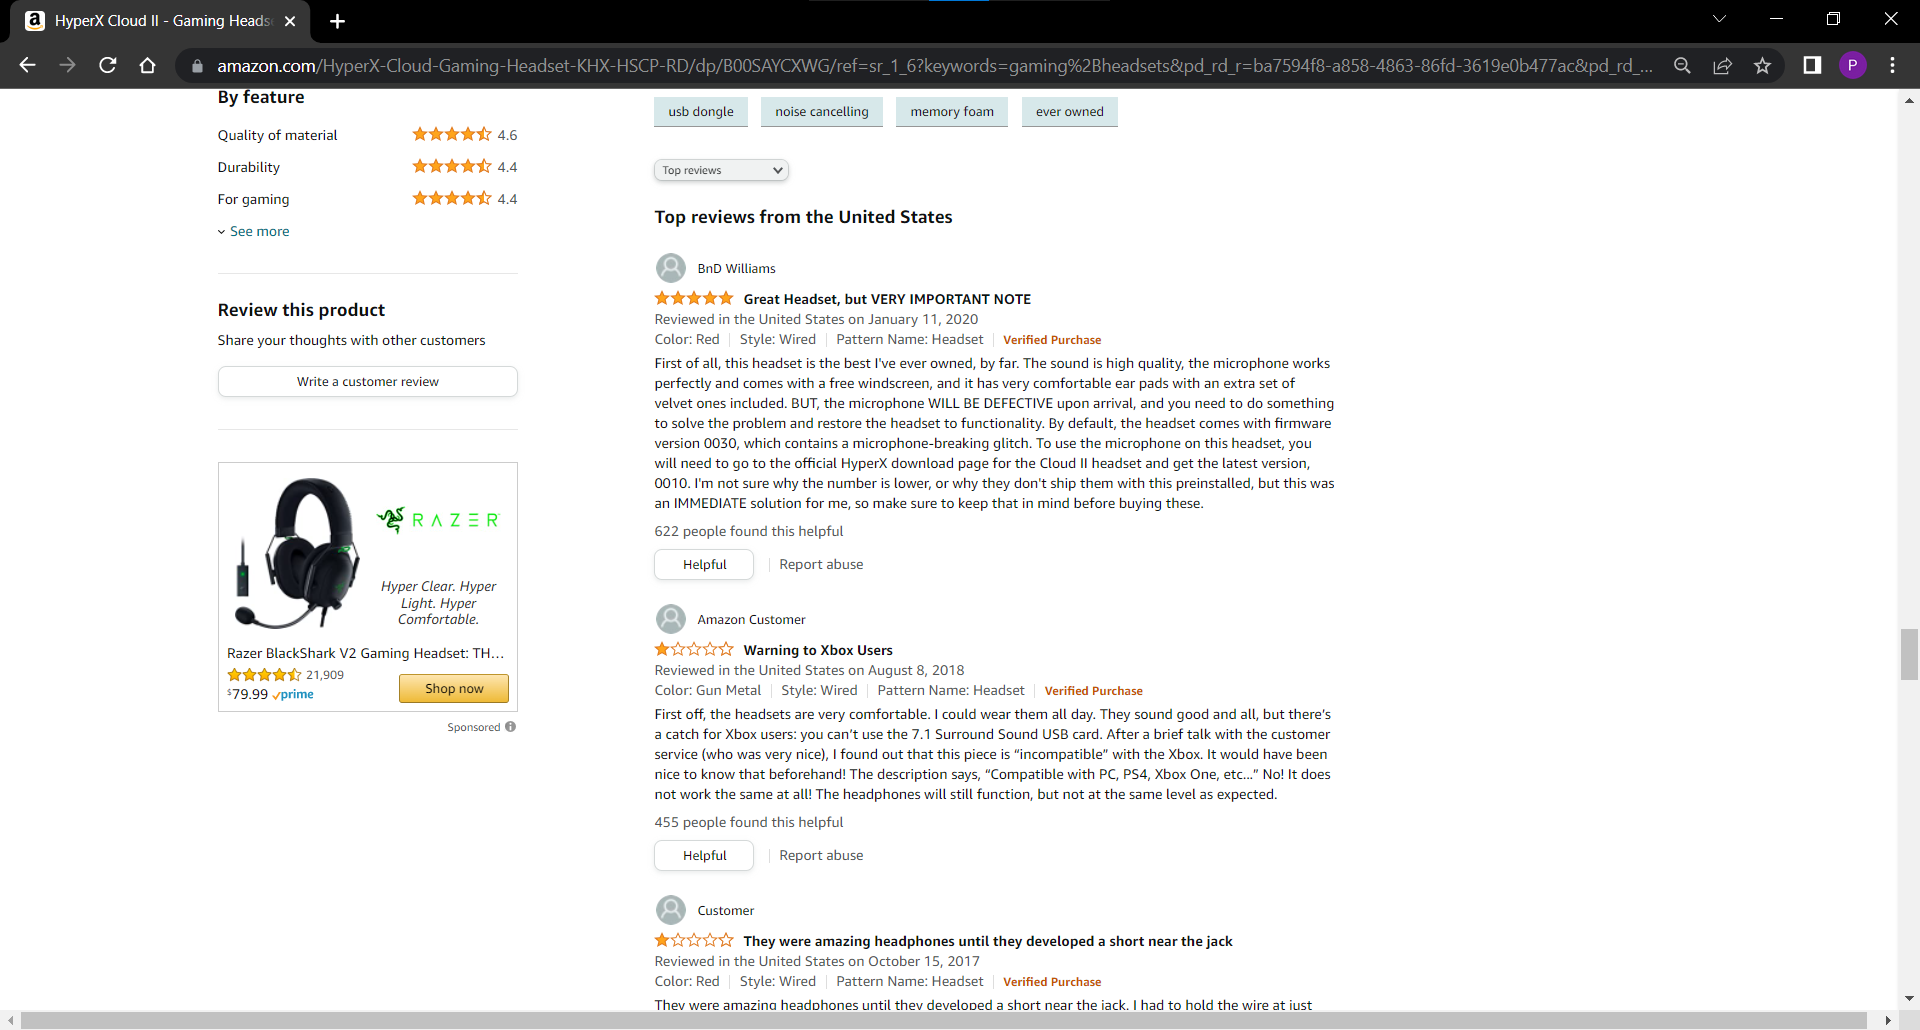 HyperX Cloud II - Gaming Heads
amazon.com/HyperX-Cloud-Gaming-Headset-KHX-HSCP-RD/dp/B00SAYCXWG/ref=sr_1_6?keywords=gaming%2Bheadsets&pd_rd_r=ba7594f8-a858-4863-86fd-3619e0b477ac&pd_rd_...
P
By feature
Quality of material 4.6
Durability 4.4
For gaming 4.4
See more
Review this product
Share your thoughts with other customers
Write a customer review
RAZER
Hyper Clear. Hyper
Light. Hyper
Comfortable.
Razer BlackShark V2 Gaming Headset: TH...
21,909
$79.99 prime
Shop now
Sponsored
usb dongle noise cancelling memory foam ever owned
Top reviews
Top reviews from the United States
BnD Williams
Great Headset, but VERY IMPORTANT NOTE
Reviewed in the United States on January 11, 2020
Color: Red Style: Wired Pattern Name: Headset Verified Purchase
First of all, this headset is the best I've ever owned, by far. The sound is high quality, the microphone works
perfectly and comes with a free windscreen, and it has very comfortable ear pads with an extra set of
velvet ones included. BUT, the microphone WILL BE DEFECTIVE upon arrival, and you need to do something
to solve the problem and restore the headset to functionality. By default, the headset comes with firmware
version 0030, which contains a microphone-breaking glitch. To use the microphone on this headset, you
will need to go to the official HyperX download page for the Cloud II headset and get the latest version,
0010. I'm not sure why the number is lower, or why they don't ship them with this preinstalled, but this was
an IMMEDIATE solution for me, so make sure to keep that in mind before buying these.
622 people found this helpful
Helpful Report abuse
Amazon Customer
Warning to Xbox Users
Reviewed in the United States on August 8, 2018
Color: Gun Metal Style: Wired Pattern Name: Headset Verified Purchase
First off, the headsets are very comfortable. I could wear them all day. They sound good and all, but there’s
a catch for Xbox users: you can’t use the 7.1 Surround Sound USB card. After a brief talk with the customer
service (who was very nice), I found out that this piece is “incompatible” with the Xbox. It would have been
nice to know that beforehand! The description says, “Compatible with PC, PS4, Xbox One, etc...” No! It does
not work the same at all! The headphones will still function, but not at the same level as expected.
455 people found this helpful
Helpful Report abuse
Customer
They were amazing headphones until they developed a short near the jack
Reviewed in the United States on October 15, 2017
Color: Red Style: Wired Pattern Name: Headset Verified Purchase
They were amazing headphones until they developed a short near the jack. I had to hold the wire at just